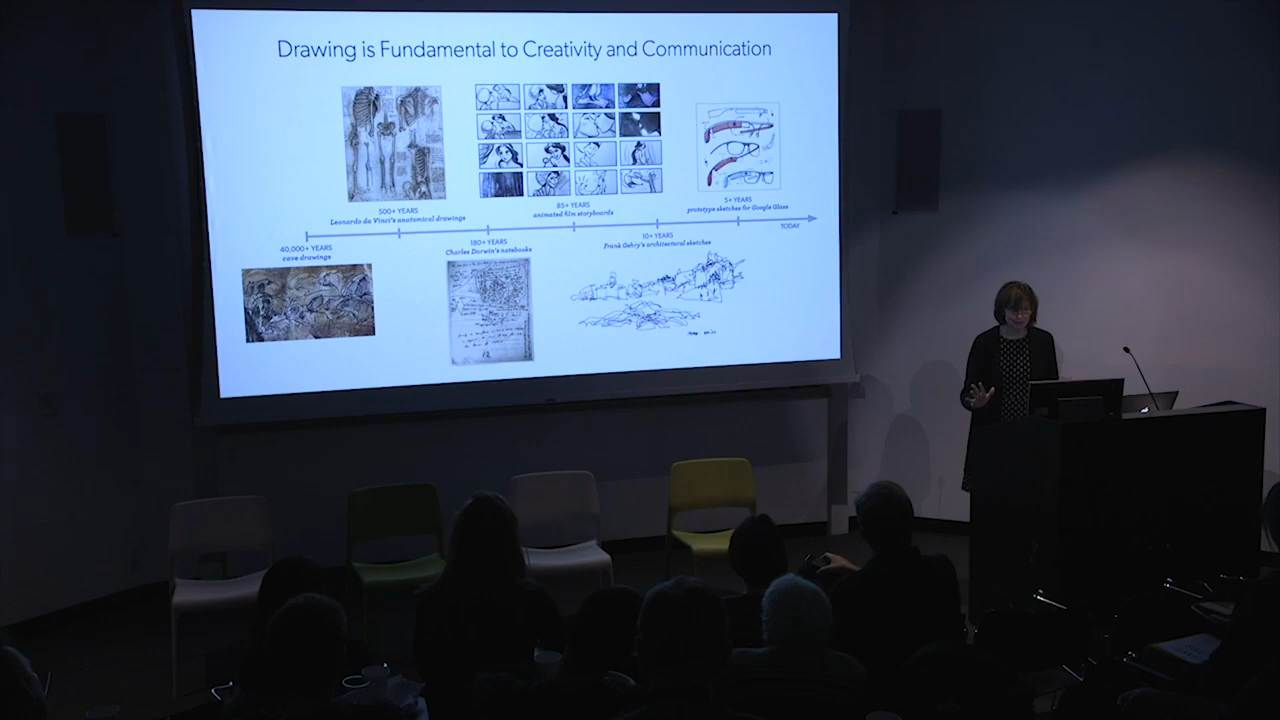 Drawing is Fundamental to Creativity and Communication
500+ YEARS
Leonardo da Vinci's anatomical drawings
85+ YEARS
animated film storyboards
5+ YEARS
prototype sketches for Google Glass
TODAY
40,000+ YEARS
cave drawings
180+ YEARS
Charles Darwin's notebooks
10+ YEARS
Frank Gehry's architectural sketches